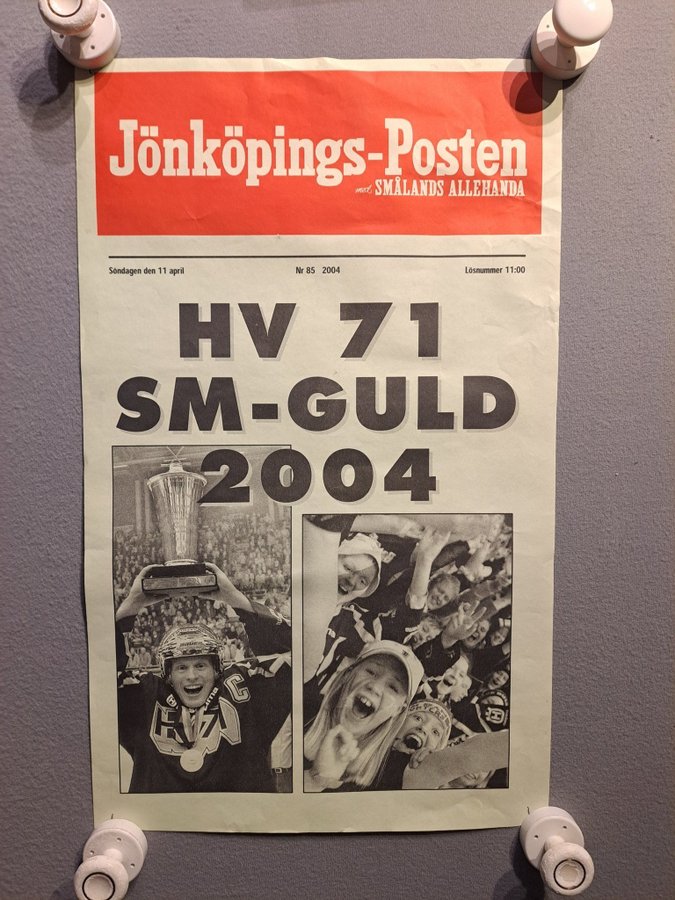 Jönköpings-Posten
med SMÅLANDS ALLEHANDA
Söndagen den 11 april Nr 85 2004 Lösnummer 11:00
HV 71
SM-GULD
2004
C
HV71